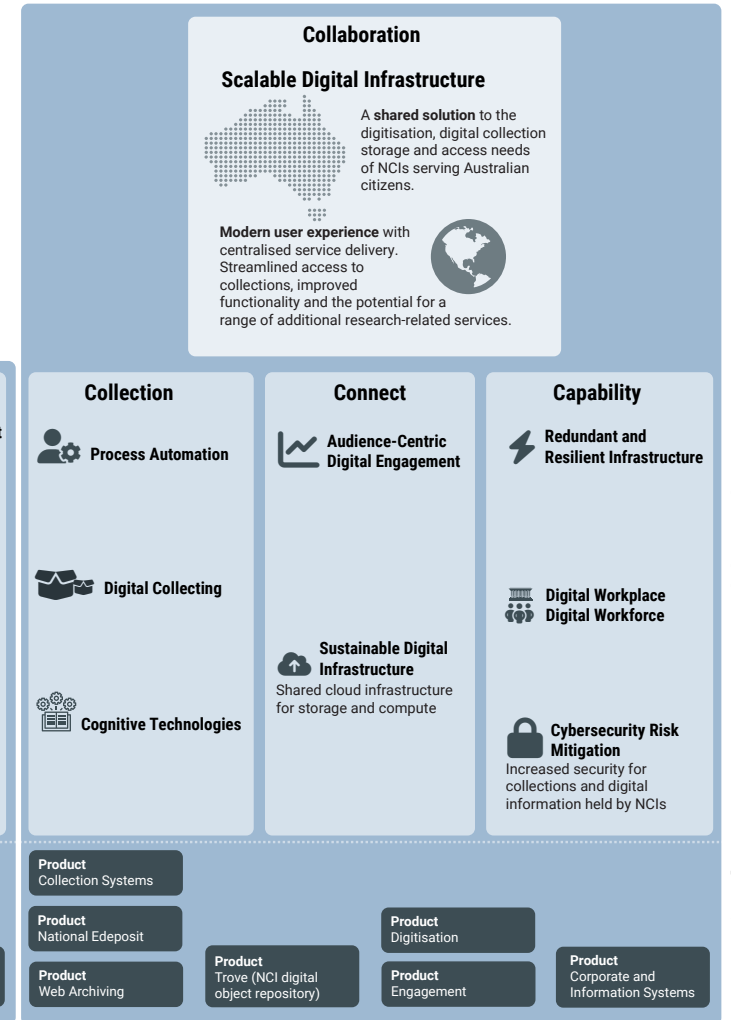 Collaboration
Scalable Digital Infrastructure
A shared solution to the
digitisation, digital collection
storage and access needs
of NCIs serving Australian
citizens.
Modern user experience with
centralised service delivery.
Streamlined access to
collections, improved
functionality and the potential for a
range of additional research-related services.
Collection
Process Automation
Digital Collecting
Cognitive Technologies
Connect
Audience-Centric
Digital Engagement
Sustainable Digital
Infrastructure
Shared cloud infrastructure
for storage and compute
Capability
Redundant and
Resilient Infrastructure
Digital Workplace
Digital Workforce
Cybersecurity Risk
Mitigation
Increased security for
collections and digital
information held by NCIs
Product
Collection Systems
Product
National Edeposit
Product
Web Archiving
Product
Trove (NCI digital
object repository)
Product
Digitisation
Product
Engagement
Product
Corporate and
Information Systems